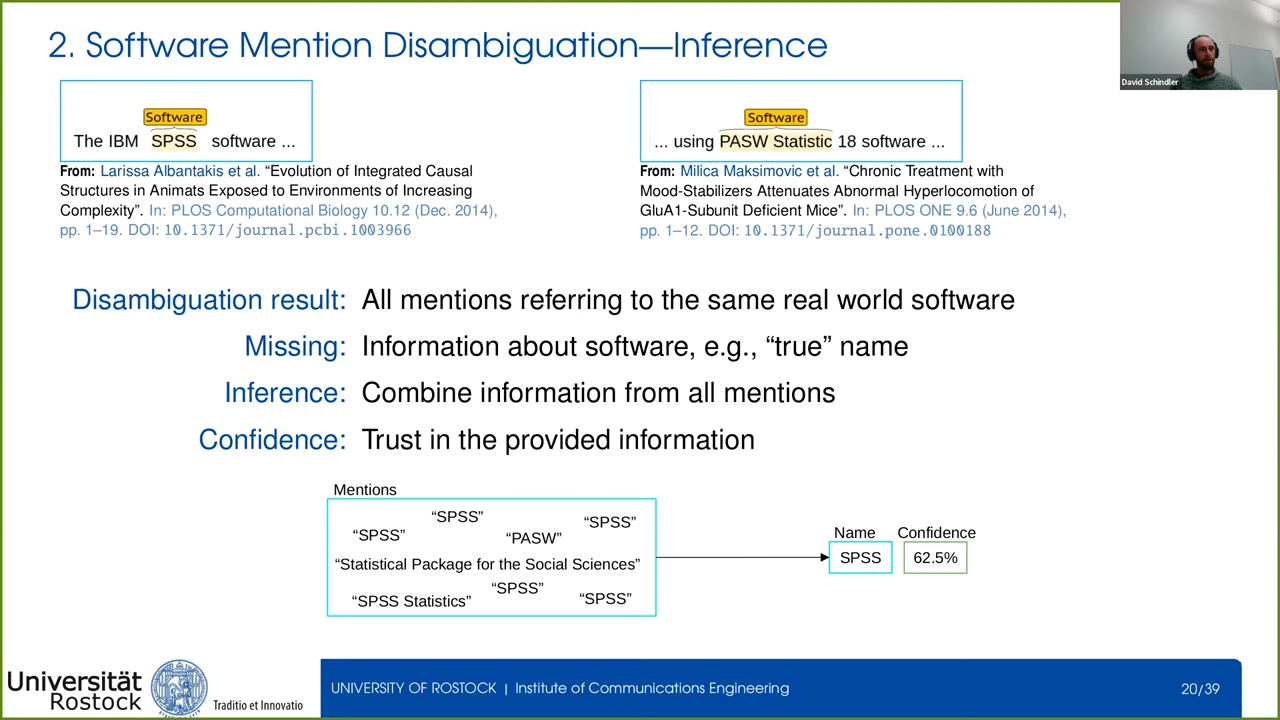 2. Software Mention Disambiguation—Inference
David Schindler
Software
The IBM SPSS software ...
From: Larissa Albantakis et al. “Evolution of Integrated Causal
Structures in Animats Exposed to Environments of Increasing
Complexity”. In: PLOS Computational Biology 10.12 (Dec. 2014),
pp. 1–19. DOI: 10.1371/journal.pcbi.1003966
Software
... using PASW Statistic 18 software ...
From: Milica Maksimovic et al. “Chronic Treatment with
Mood-Stabilizers Attenuates Abnormal Hyperlocomotion of
GluA1-Subunit Deficient Mice”. In: PLOS ONE 9.6 (June 2014),
pp. 1–12. DOI: 10.1371/journal.pone.0100188
Disambiguation result: All mentions referring to the same real world software
Missing: Information about software, e.g., “true” name
Inference: Combine information from all mentions
Confidence: Trust in the provided information
Mentions
“SPSS”
“SPSS”
“SPSS”
“PASW”
“Statistical Package for the Social Sciences”
“SPSS”
“SPSS Statistics”
“SPSS”
Name Confidence
SPSS 62.5%
Universität
Rostock
Traditio et Innovatio
UNIVERSITY OF ROSTOCK | Institute of Communications Engineering
20/39